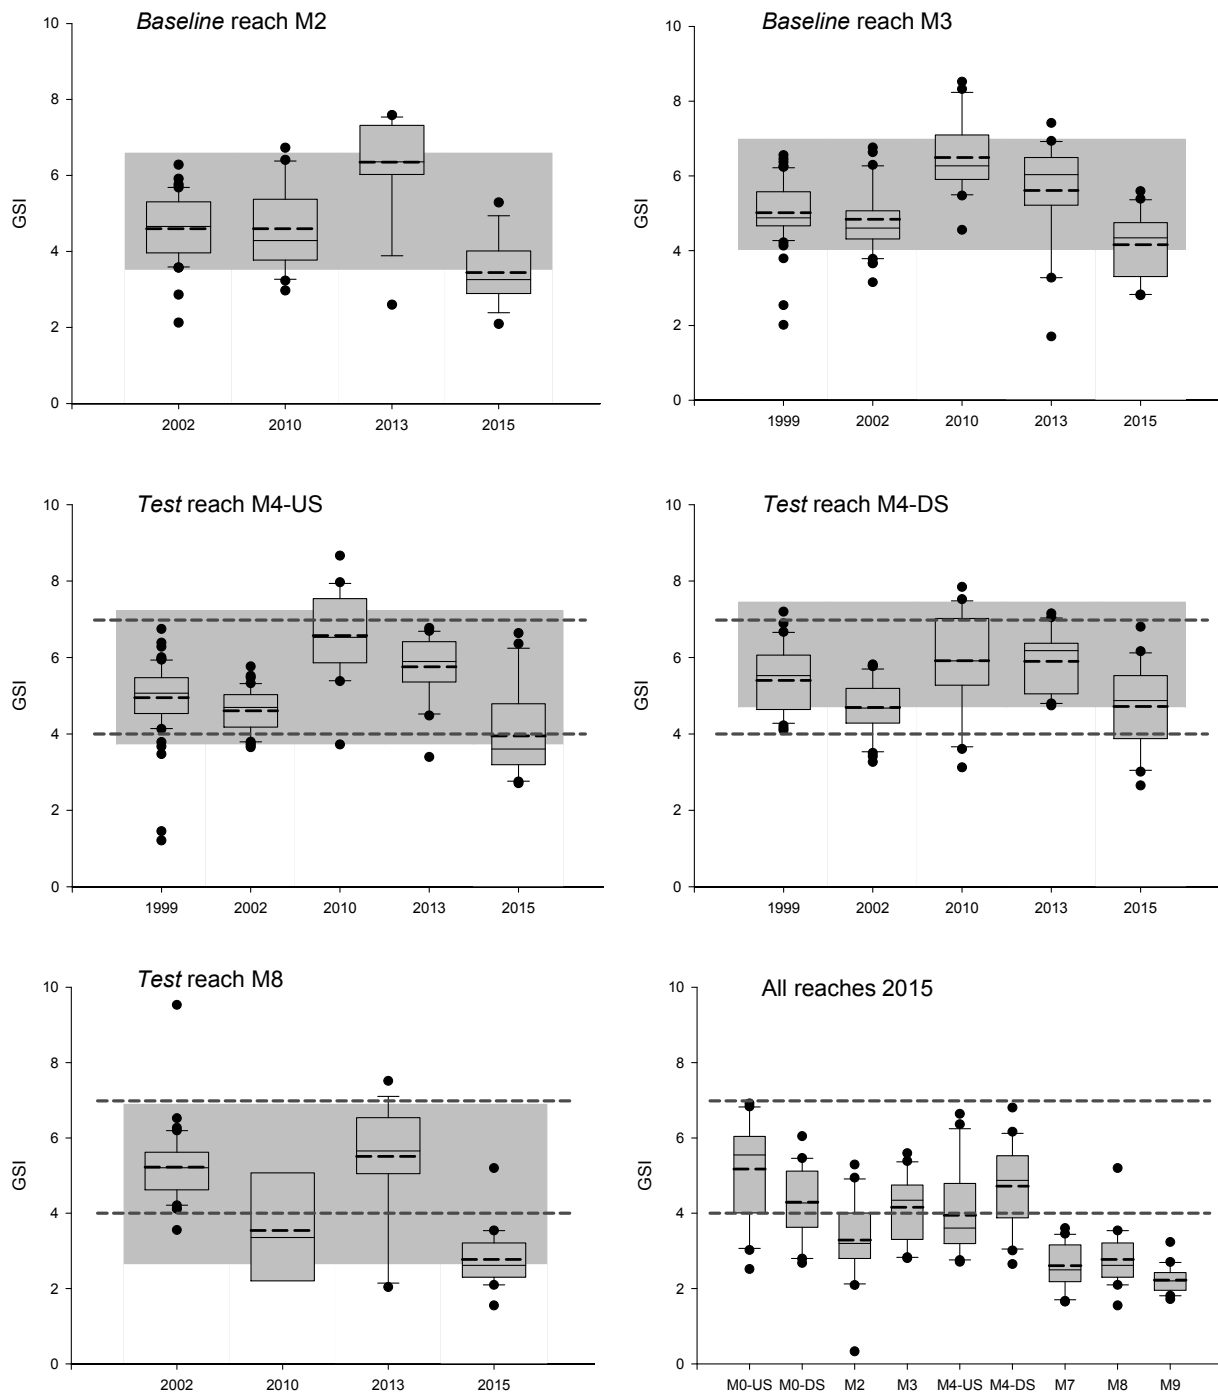 Baseline reach M2
10
8
6
4
2
0
GSI
2002 2010 2013 2015
Baseline reach M3
10
8
6
4
2
0
GSI
1999 2002 2010 2013 2015
Test reach M4-US
10
8
6
4
2
0
GSI
1999 2002 2010 2013 2015
Test reach M4-DS
10
8
6
4
2
0
GSI
1999 2002 2010 2013 2015
Test reach M8
10
8
6
4
2
0
GSI
2002 2010 2013 2015
All reaches 2015
10
8
6
4
2
0
GSI
M0-US M0-DS M2 M3 M4-US M4-DS M7 M8 M9